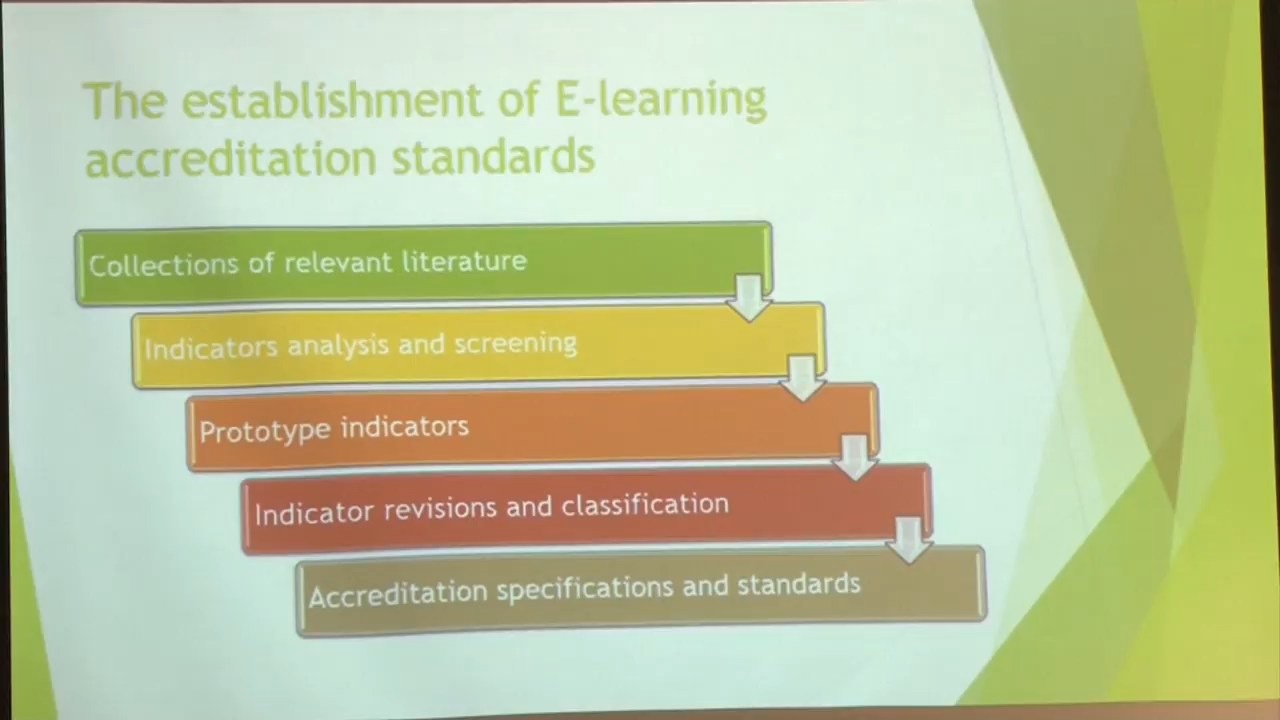 The establishment of E-learning
accreditation standards
Collections of relevant literature
Indicators analysis and screening
Prototype indicators
Indicator revisions and classification
Accreditation specifications and standards